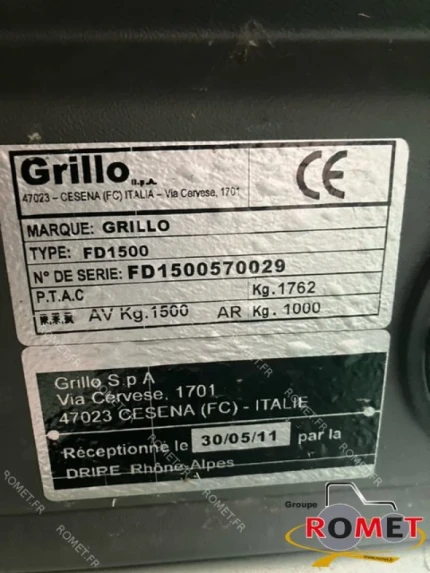 Grillo S.p.A.
CE
47023 - CESENA (FC) ITALIA - Via Cervese, 1701
MARQUE: GRILLO
TYPE: FD1500
N° DE SERIE: FD1500570029
P.T.A.C Kg.1762
AV Kg.1500 AR Kg. 1000
Grillo S.p A
Via Cervese, 1701
47023 CESENA (FC) - ITALIE
Réceptionné le 30/05/11 par la
DRIRE Rhône-Alpes
Groupe
ROMET
ROMET.FR